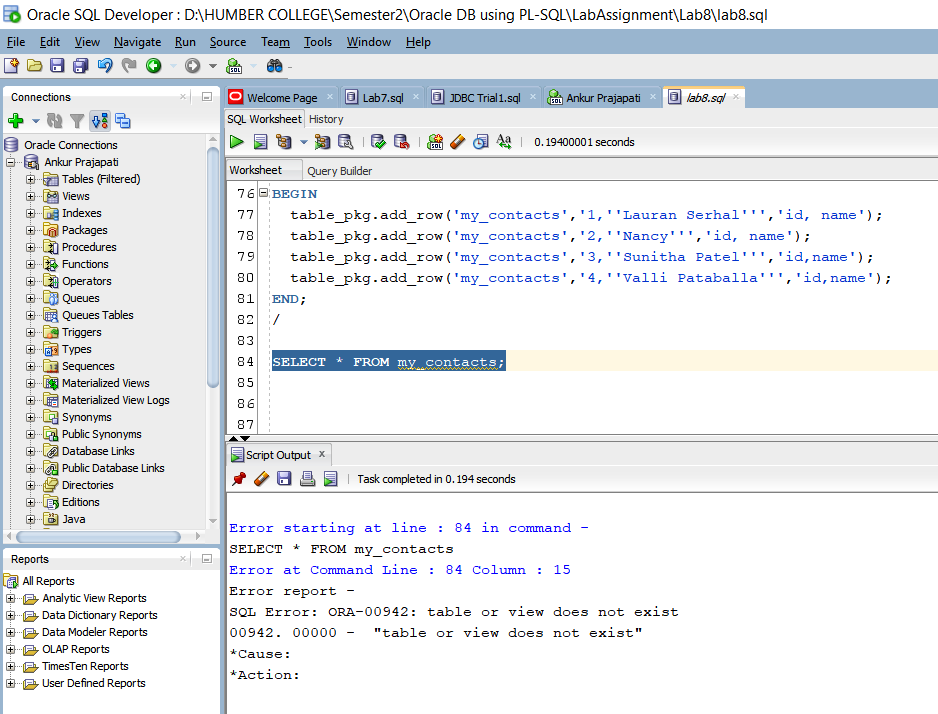 Oracle SQL Developer : D:\HUMBER COLLEGE\Semester2\Oracle DB using PL-SQL\LabAssignment\Lab8\lab8.sql
File Edit View Navigate Run Source Team Tools Window Help
Connections
Oracle Connections
Ankur Prajapati
Tables (Filtered)
Views
Indexes
Packages
Procedures
Functions
Operators
Queues
Queues Tables
Triggers
Types
Sequences
Materialized Views
Materialized View Logs
Synonyms
Public Synonyms
Database Links
Public Database Links
Directories
Editions
Java
Reports
All Reports
Analytic View Reports
Data Dictionary Reports
Data Modeler Reports
OLAP Reports
TimesTen Reports
User Defined Reports
Welcome Page Lab7.sql JDBC Trial1.sql Ankur Prajapati lab8.sql
SQL Worksheet History
0.19400001 seconds
Worksheet Query Builder
76 BEGIN
77 table_pkg.add_row('my_contacts','1,''Lauran Serhal''','id, name');
78 table_pkg.add_row('my_contacts','2,''Nancy''','id, name');
79 table_pkg.add_row('my_contacts','3,''Sunitha Patel''','id,name');
80 table_pkg.add_row('my_contacts','4,''Valli Pataballa''','id,name');
81 END;
82 /
83
84 SELECT * FROM my_contacts;
85
86
87
Script Output
Task completed in 0.194 seconds
Error starting at line : 84 in command -
SELECT * FROM my_contacts
Error at Command Line : 84 Column : 15
Error report -
SQL Error: ORA-00942: table or view does not exist
00942. 00000 - "table or view does not exist"
*Cause:
*Action: